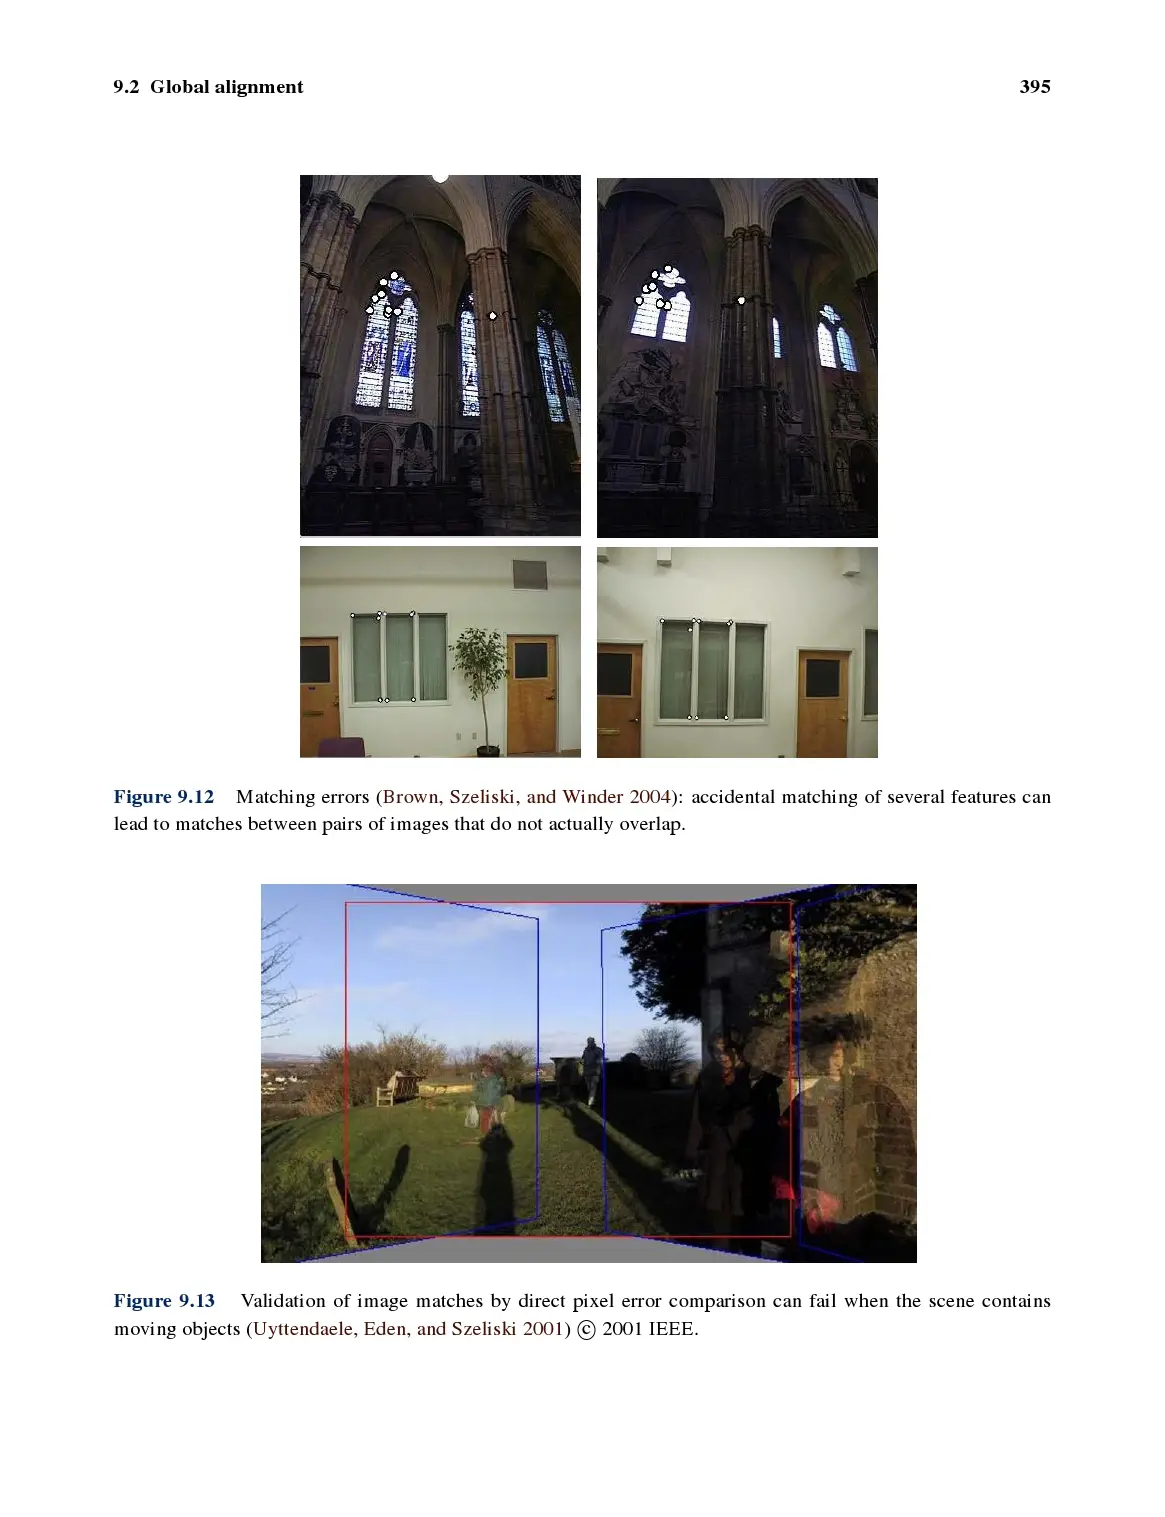 9.2 Global alignment 395
Figure 9.12 Matching errors (Brown, Szeliski, and Winder 2004): accidental matching of several features can
lead to matches between pairs of images that do not actually overlap.
Figure 9.13 Validation of image matches by direct pixel error comparison can fail when the scene contains
moving objects (Uyttendaele, Eden, and Szeliski 2001) © 2001 IEEE.